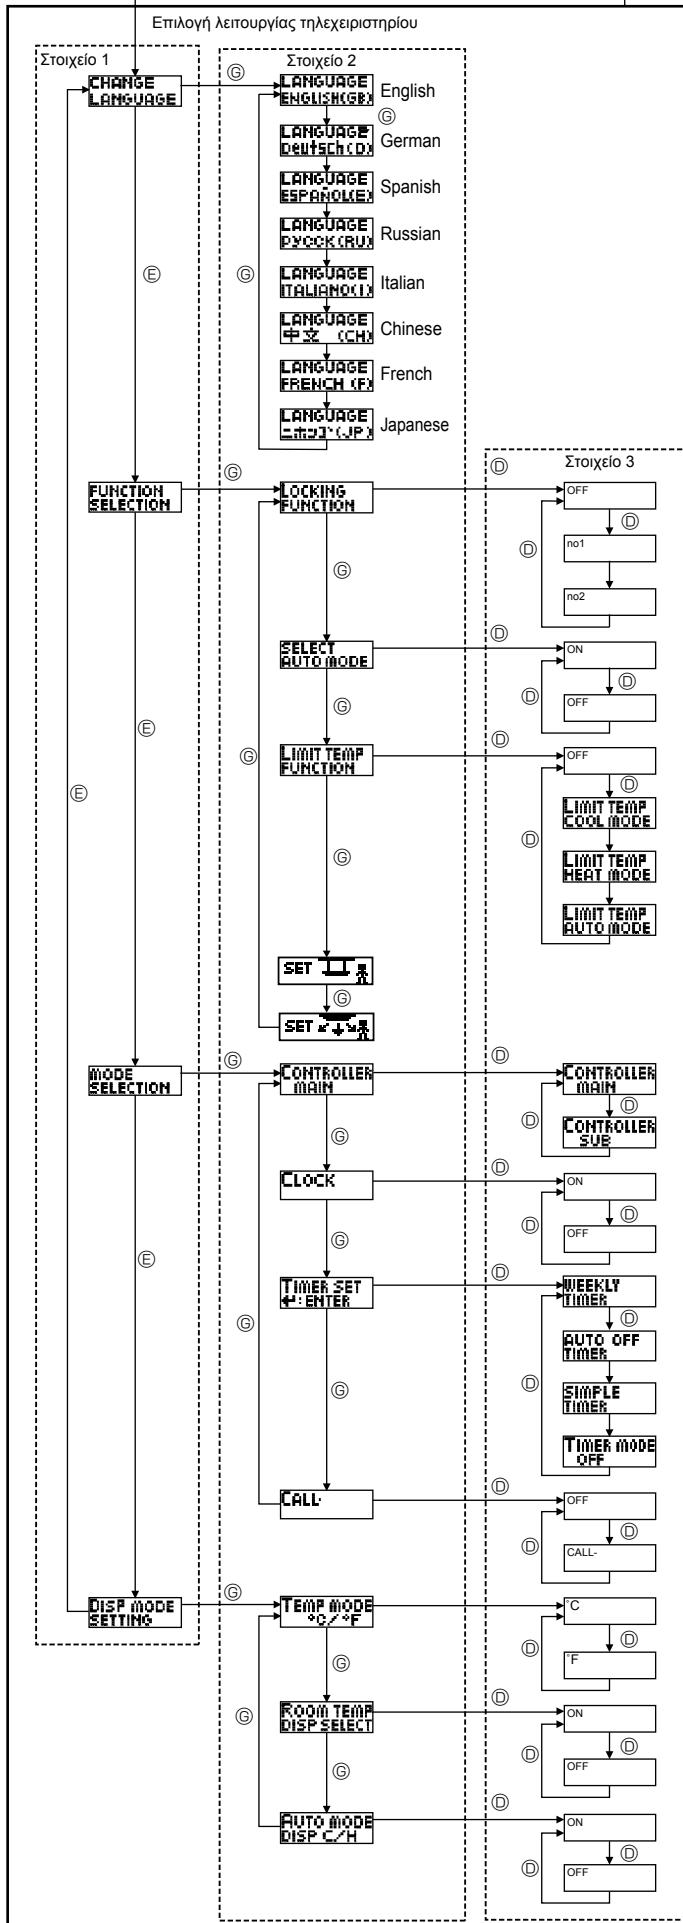 Επιλογή λειτουργίας τηλεχειριστηρίου
Στοιχείο 1
CHANGE
LANGUAGE
Ⓔ
FUNCTION
SELECTION
Ⓔ
Ⓔ
MODE
SELECTION
Ⓔ
DISP MODE
SETTING
Στοιχείο 2
Ⓖ
LANGUAGE
ENGLISH(GB)
English
Ⓖ
LANGUAGE
Deutsch(D)
German
LANGUAGE
ESPAÑOL(E)
Spanish
LANGUAGE
РУССК(RU)
Russian
Ⓖ
LANGUAGE
ITALIANO(I)
Italian
LANGUAGE
中文 (CH)
Chinese
LANGUAGE
FRENCH (F)
French
LANGUAGE
ニホンゴ(JP)
Japanese
Ⓖ
LOCKING
FUNCTION
Ⓖ
SELECT
AUTO MODE
Ⓖ
Ⓖ
LIMIT TEMP
FUNCTION
Ⓖ
SET
Ⓖ
SET
Ⓖ
CONTROLLER
MAIN
Ⓖ
CLOCK
Ⓖ
TIMER SET
↵:ENTER
Ⓖ
Ⓖ
CALL-
Ⓖ
TEMP MODE
°C/°F
Ⓖ
Ⓖ
ROOM TEMP
DISP SELECT
Ⓖ
AUTO MODE
DISP C/H
Στοιχείο 3
Ⓓ
OFF
Ⓓ
Ⓓ
no1
no2
Ⓓ
ON
Ⓓ
Ⓓ
OFF
Ⓓ
OFF
Ⓓ
LIMIT TEMP
COOL MODE
Ⓓ
LIMIT TEMP
HEAT MODE
LIMIT TEMP
AUTO MODE
Ⓓ
CONTROLLER
MAIN
Ⓓ
Ⓓ
CONTROLLER
SUB
Ⓓ
ON
Ⓓ
Ⓓ
OFF
Ⓓ
WEEKLY
TIMER
Ⓓ
AUTO OFF
TIMER
Ⓓ
SIMPLE
TIMER
TIMER MODE
OFF
Ⓓ
OFF
Ⓓ
Ⓓ
CALL-
°C
Ⓓ
Ⓓ
°F
Ⓓ
ON
Ⓓ
Ⓓ
OFF
Ⓓ
ON
Ⓓ
Ⓓ
OFF